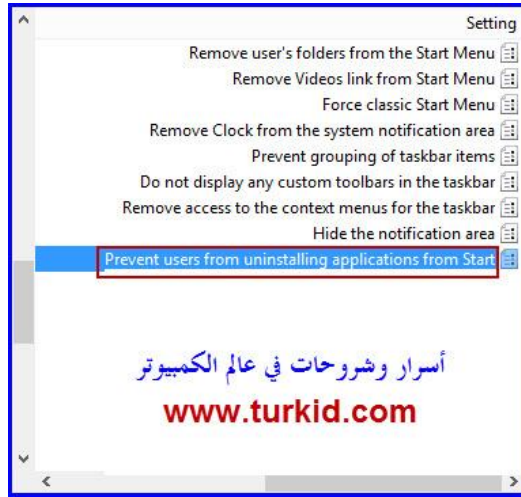 Setting
Remove user's folders from the Start Menu
Remove Videos link from Start Menu
Force classic Start Menu
Remove Clock from the system notification area
Prevent grouping of taskbar items
Do not display any custom toolbars in the taskbar
Remove access to the context menus for the taskbar
Hide the notification area
Prevent users from uninstalling applications from Start
أسرار وشروحات في عالم الكمبيوتر
www.turkid.com